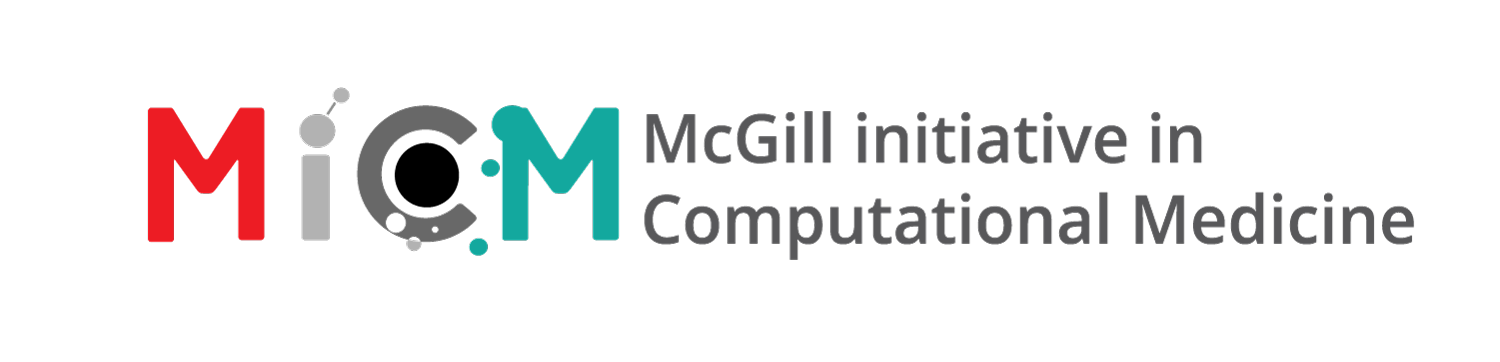 MiCM
McGill initiative in
Computational Medicine